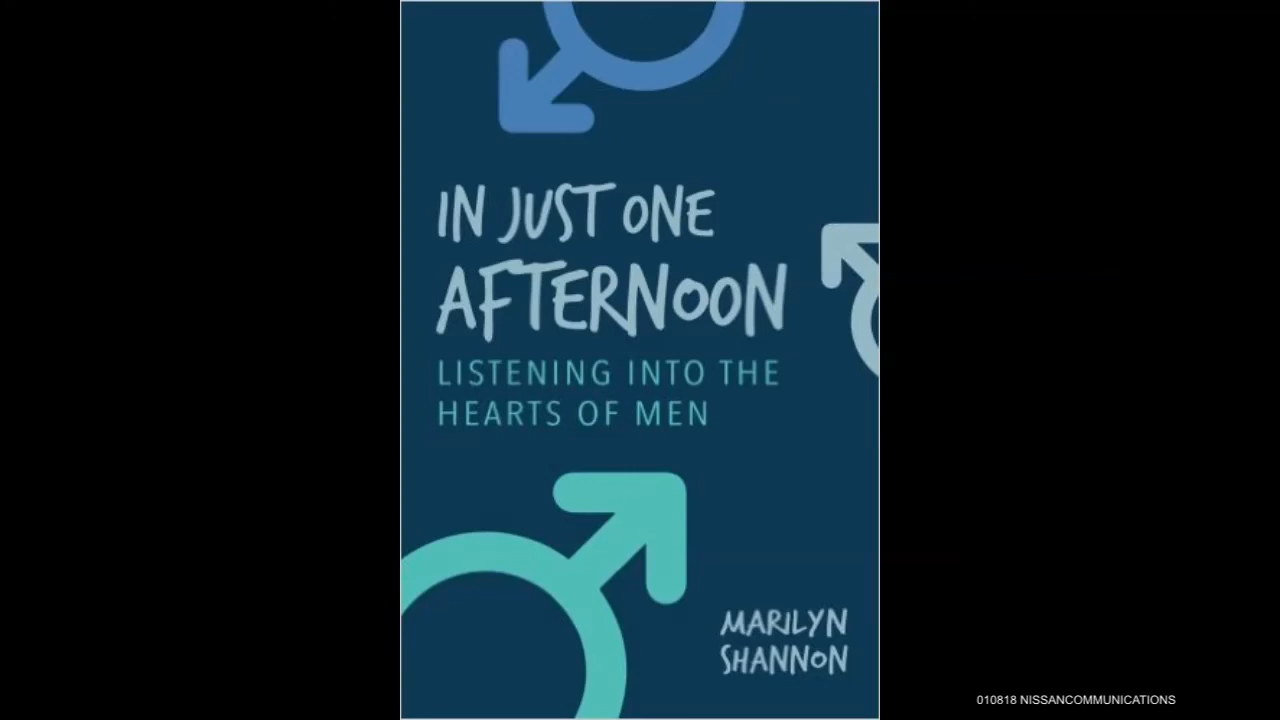 IN JUST ONE
AFTERNOON
LISTENING INTO THE
HEARTS OF MEN
MARILYN
SHANNON
010818 NISSANCOMMUNICATIONS